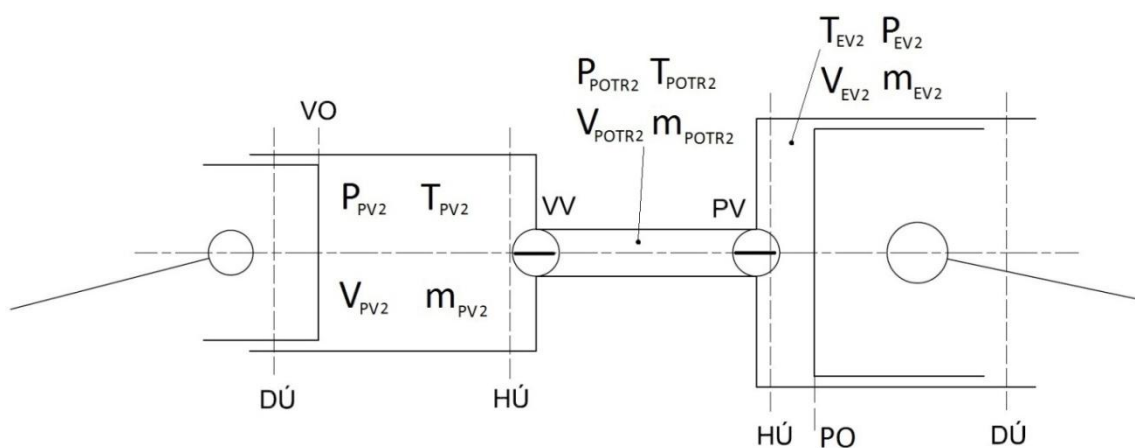 T_EV2 P_EV2
V_EV2 m_EV2
P_POTR2 T_POTR2
V_POTR2 m_POTR2
VO
P_PV2 T_PV2
VV PV
V_PV2 m_PV2
DÚ HÚ
HÚ PO DÚ